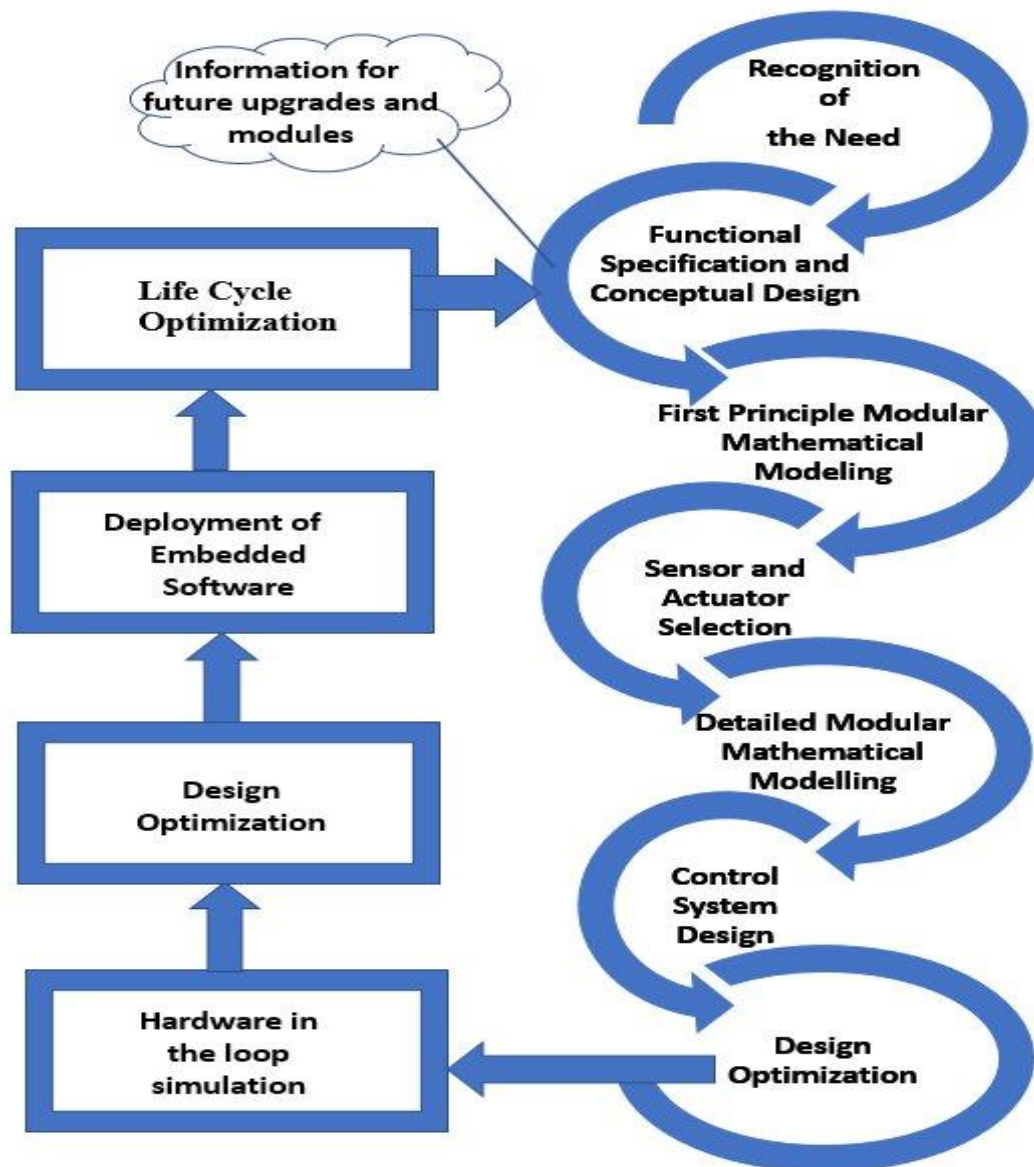 Information for
future upgrades and
modules
Recognition
of
the Need
Functional
Specification and
Conceptual Design
First Principle Modular
Mathematical
Modeling
Sensor and
Actuator
Selection
Detailed Modular
Mathematical
Modelling
Control
System
Design
Design
Optimization
Hardware in
the loop
simulation
Design
Optimization
Deployment of
Embedded
Software
Life Cycle
Optimization